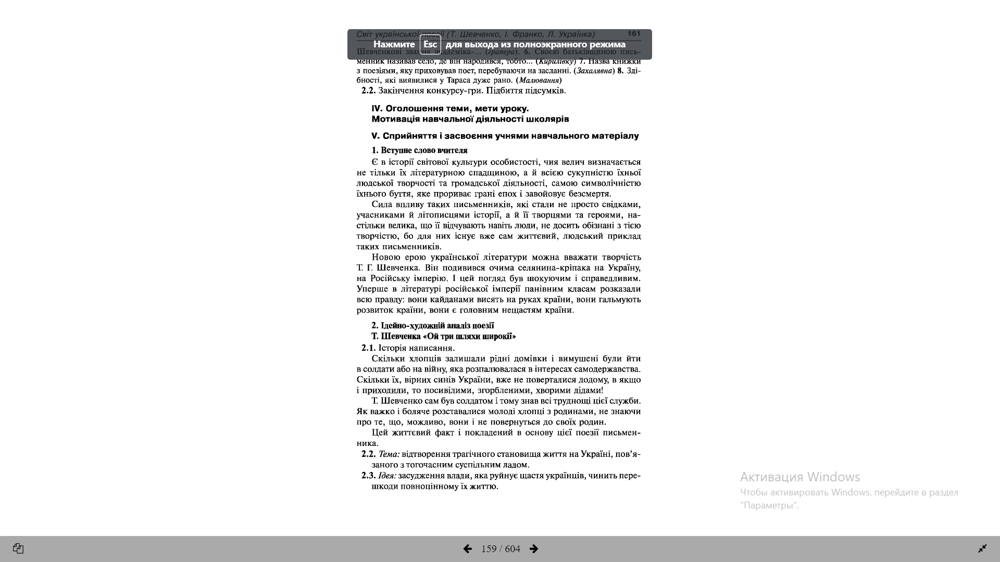 Світ української поезії (Т. Шевченко, І. Франко, Л. Українка) 161
Нажмите Esc для выхода из полноэкранного режима
Шевченкові звання академіка-... (гравера). 6. Своєю батьківщиною пись-
менник називав село, де він народився, тобто... (Кирилівку) 7. Назва книжки
з поезіями, яку приховував поет, перебуваючи на засланні. (Захалявна) 8. Зді-
бності, які виявилися у Тараса дуже рано. (Малювання)
2.2. Закінчення конкурсу-гри. Підбиття підсумків.
IV. Оголошення теми, мети уроку.
Мотивація навчальної діяльності школярів
V. Сприйняття і засвоєння учнями навчального матеріалу
1. Вступне слово вчителя
Є в історії світової культури особистості, чия велич визначається
не тільки їх літературною спадщиною, а й всією сукупністю їхньої
людської творчості та громадської діяльності, самою символічністю
їхнього буття, яке прориває грані епох і завойовує безсмертя.
Сила впливу таких письменників, які стали не просто свідками,
учасниками й літописцями історії, а й її творцями та героями, на-
стільки велика, що її відчувають навіть люди, не досить обізнані з тією
творчістю, бо для них існує вже сам життєвий, людський приклад
таких письменників.
Новою ерою української літератури можна вважати творчість
Т. Г. Шевченка. Він подивився очима селянина-кріпака на Україну,
на Російську імперію. І цей погляд був шокуючим і справедливим.
Уперше в літературі російської імперії панівним класам розказали
всю правду: вони кайданами висять на руках країни, вони гальмують
розвиток країни, вони є головним нещастям країни.
2. Ідейно-художній аналіз поезії
Т. Шевченка «Ой три шляхи широкії»
2.1. Історія написання.
Скільки хлопців залишали рідні домівки і вимушені були йти
в солдати або на війну, яка розпалювалася в інтересах самодержавства.
Скільки їх, вірних синів України, вже не поверталися додому, в якщо
і приходили, то посивілими, згорбленими, хворими дідами!
Т. Шевченко сам був солдатом і тому знав всі труднощі цієї служби.
Як важко і боляче розставалися молоді хлопці з родинами, не знаючи
про те, що, можливо, вони і не повернуться до своїх родин.
Цей життєвий факт і покладений в основу цієї поезії письмен-
ника.
2.2. Тема: відтворення трагічного становища життя на Україні, пов’я-
заного з тогочасним суспільним ладом.
2.3. Ідея: засудження влади, яка руйнує щастя українців, чинить пере-
шкоди повноцінному їх життю.
Активация Windows
Чтобы активировать Windows, перейдите в раздел
"Параметры".
159 / 604